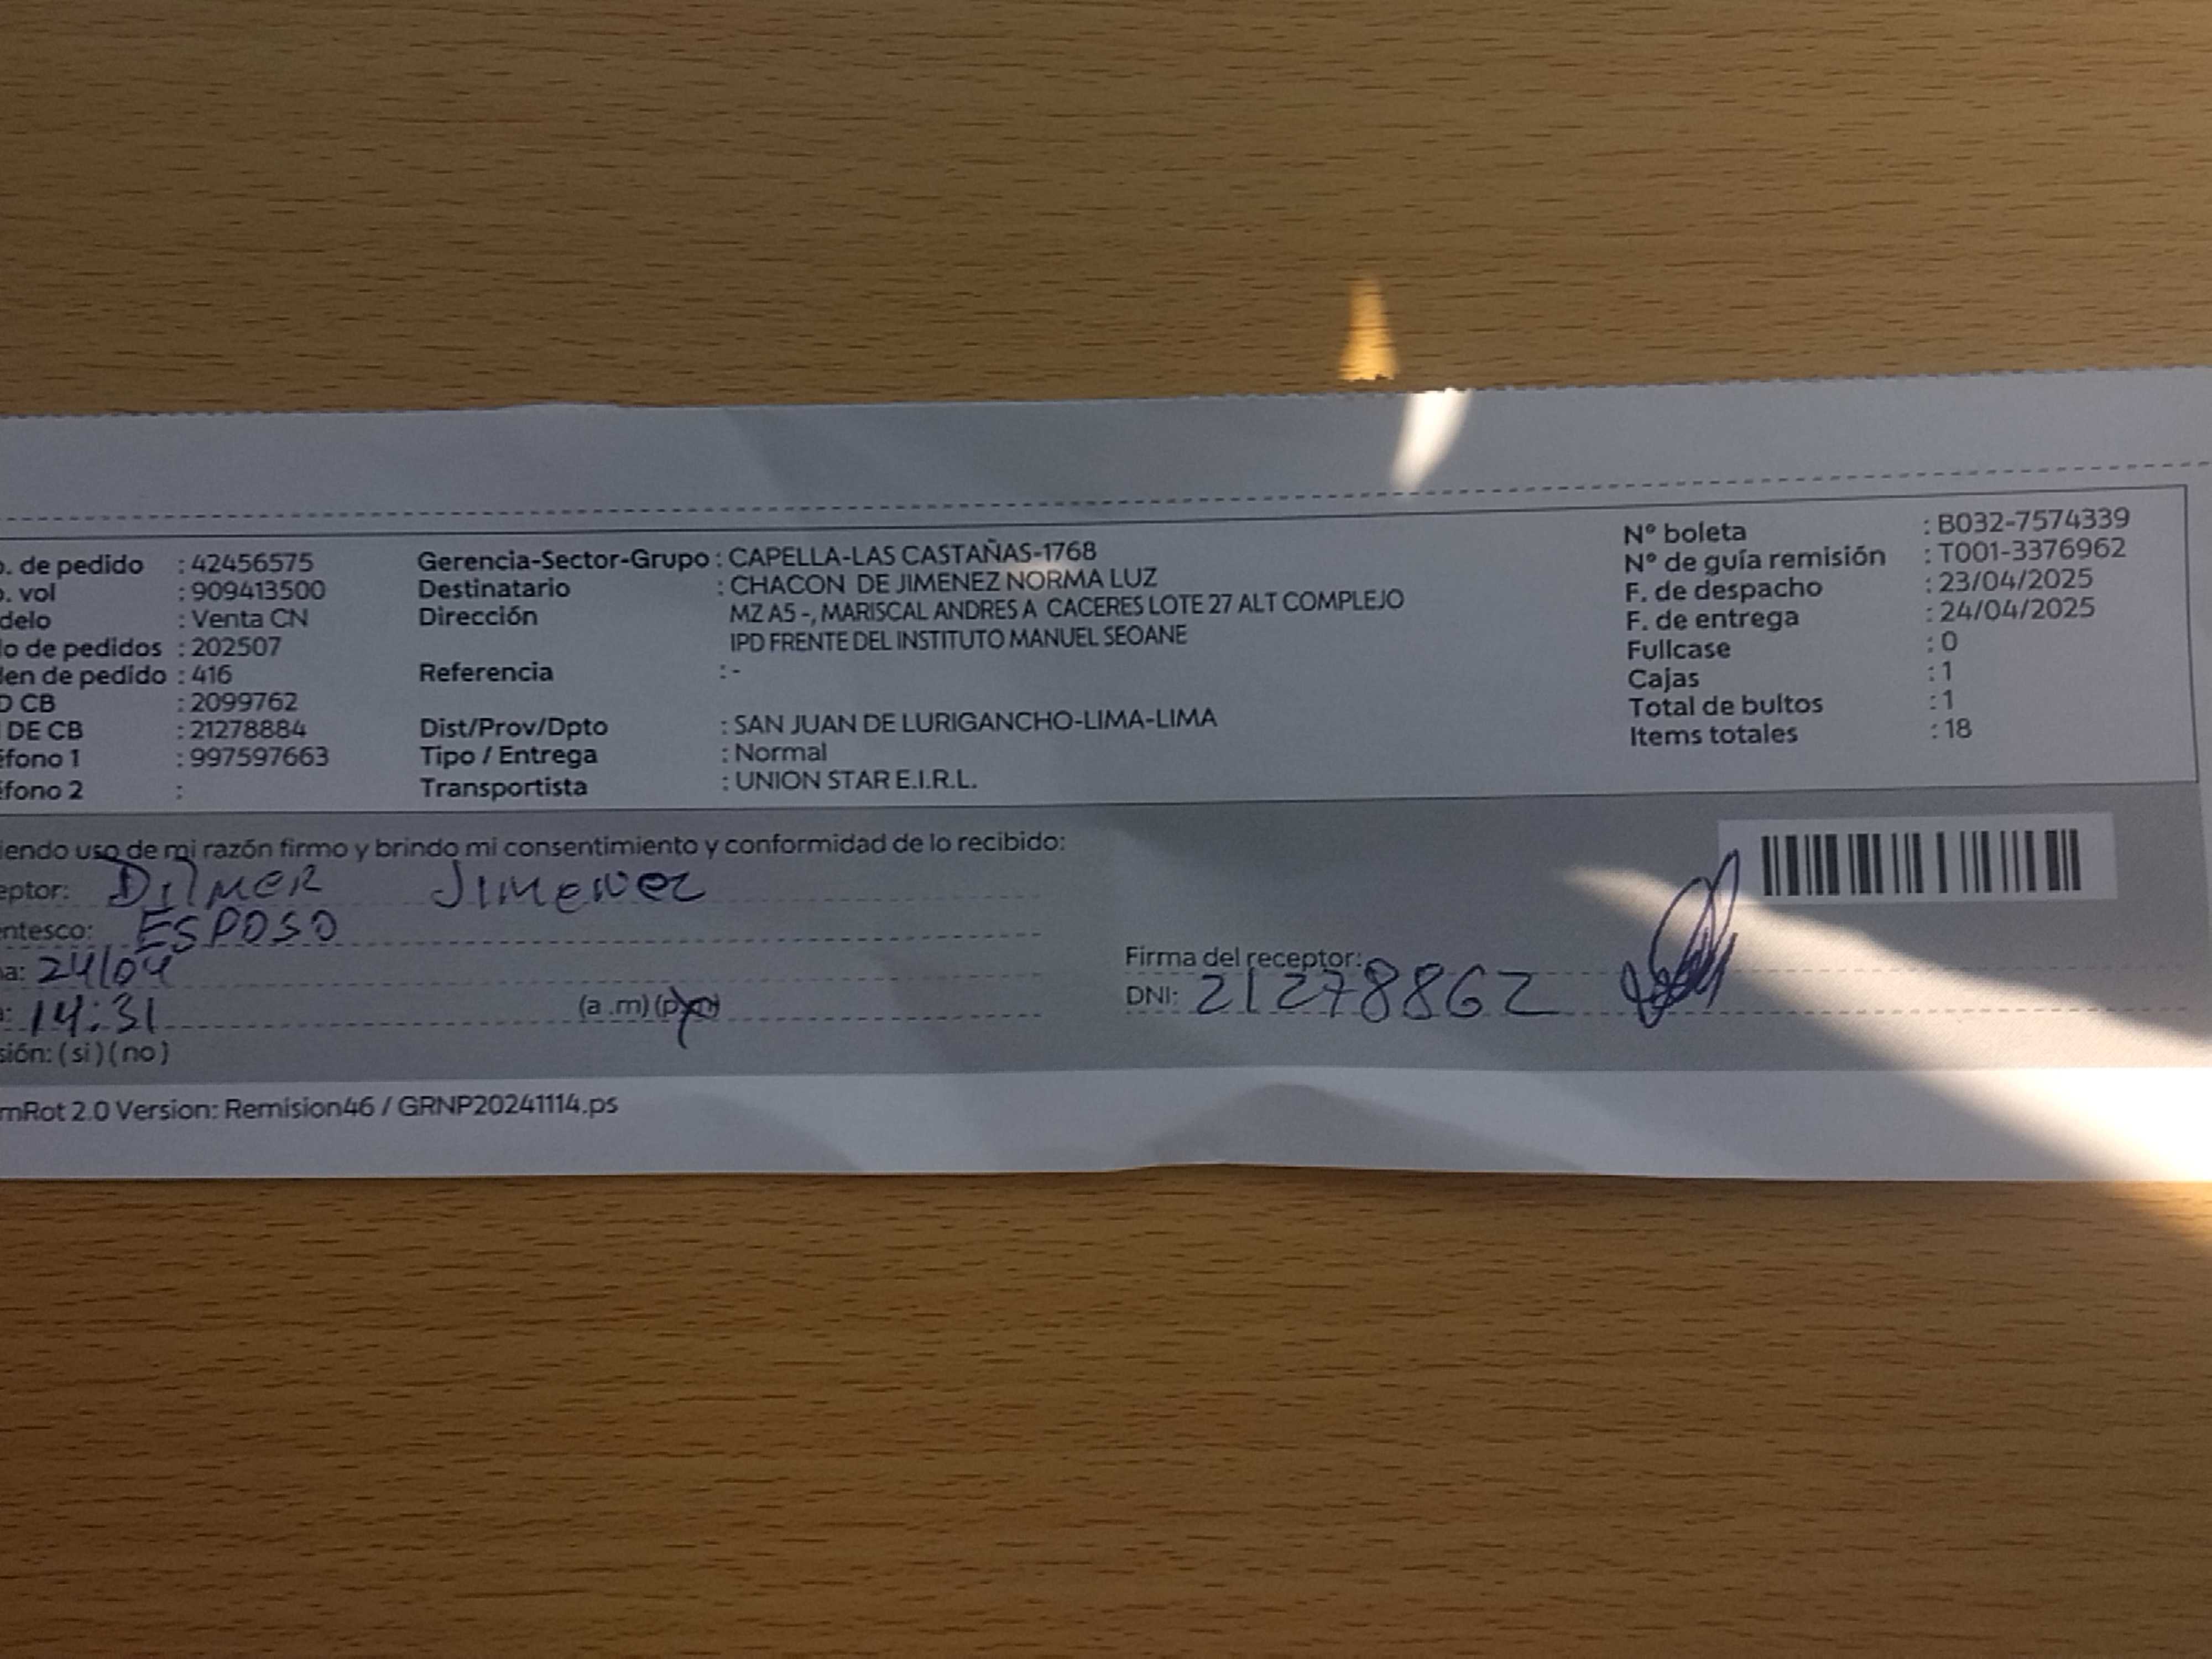 . de pedido : 42456575
. vol : 909413500
delo : Venta CN
lo de pedidos : 202507
den de pedido : 416
D CB : 2099762
DE CB : 21278884
éfono 1 : 997597663
éfono 2 :
Gerencia-Sector-Grupo : CAPELLA-LAS CASTAÑAS-1768
Destinatario : CHACON DE JIMENEZ NORMA LUZ
Dirección MZ A5 -, MARISCAL ANDRES A CACERES LOTE 27 ALT COMPLEJO
IPD FRENTE DEL INSTITUTO MANUEL SEOANE
Referencia : -
Dist/Prov/Dpto : SAN JUAN DE LURIGANCHO-LIMA-LIMA
Tipo / Entrega : Normal
Transportista : UNION STAR E.I.R.L.
N° boleta : B032-7574339
N° de guía remisión : T001-3376962
F. de despacho : 23/04/2025
F. de entrega : 24/04/2025
Fullcase : 0
Cajas : 1
Total de bultos : 1
Items totales : 18
iendo uso de mi razón firmo y brindo mi consentimiento y conformidad de lo recibido:
eptor: DILMER JIMENEZ
entesco: ESPOSO
a: 24/04
: 14:31 (a .m) (p.m)
sión: ( si ) ( no )
Firma del receptor:
DNI: 21278862
mRot 2.0 Version: Remision46 / GRNP20241114.ps